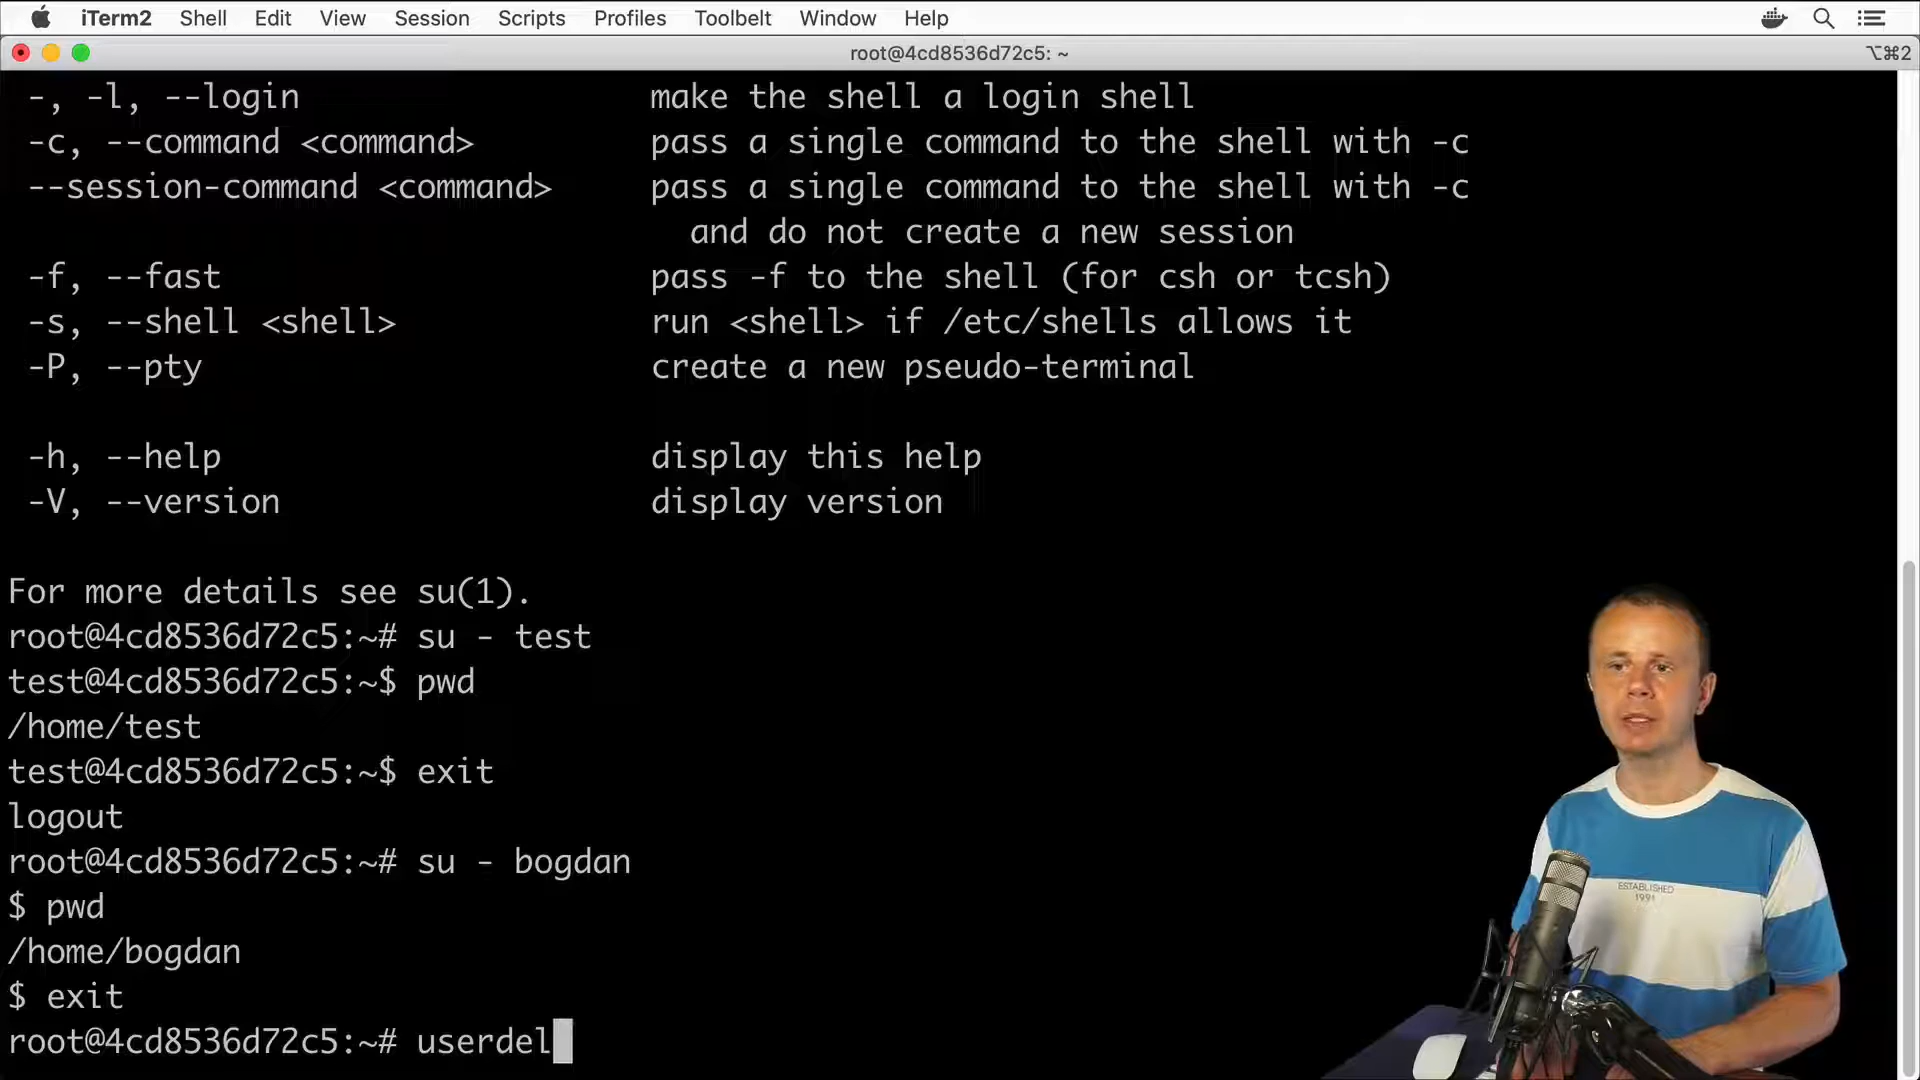 iTerm2 Shell Edit View Session Scripts Profiles Toolbelt Window Help
root@4cd8536d72c5: ~ ⌥⌘2
-, -l, --login make the shell a login shell
-c, --command <command> pass a single command to the shell with -c
--session-command <command> pass a single command to the shell with -c
and do not create a new session
-f, --fast pass -f to the shell (for csh or tcsh)
-s, --shell <shell> run <shell> if /etc/shells allows it
-P, --pty create a new pseudo-terminal
-h, --help display this help
-V, --version display version
For more details see su(1).
root@4cd8536d72c5:~# su - test
test@4cd8536d72c5:~$ pwd
/home/test
test@4cd8536d72c5:~$ exit
logout
root@4cd8536d72c5:~# su - bogdan
$ pwd
/home/bogdan
$ exit
root@4cd8536d72c5:~# userdel
ESTABLISHED
1991